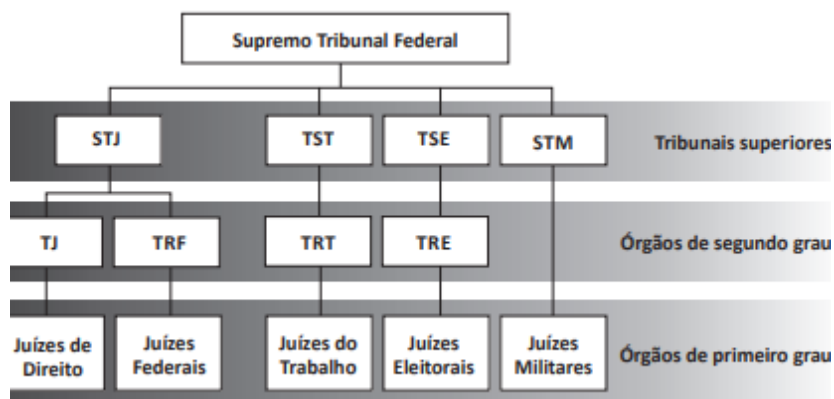 Supremo Tribunal Federal
STJ
TST
TSE
STM
Tribunais superiores
TJ
TRF
TRT
TRE
Órgãos de segundo grau
Juízes de
Direito
Juízes
Federais
Juízes do
Trabalho
Juízes
Eleitorais
Juízes
Militares
Órgãos de primeiro grau